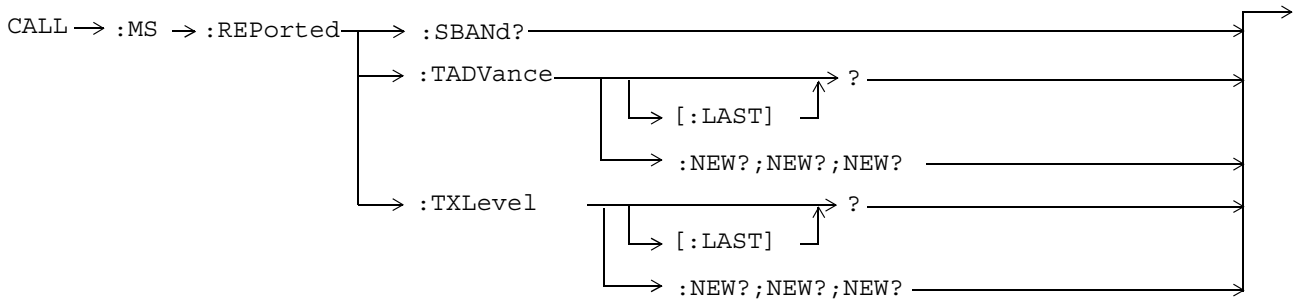 CALL :MS :REPorted :SBANd?
:TADVance ?
[:LAST]
:NEW?;NEW?;NEW?
:TXLevel ?
[:LAST]
:NEW?;NEW?;NEW?